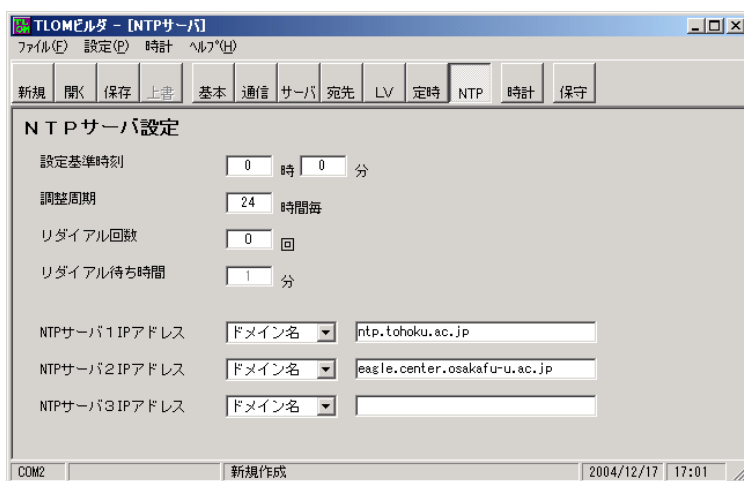 TLOMビルダ - [NTPサーバ]
ファイル(F) 設定(P) 時計 ヘルプ(H)
新規 開く 保存 上書 基本 通信 サーバ 宛先 LV 定時 NTP 時計 保守
NTPサーバ設定
設定基準時刻 0 時 0 分
調整周期 24 時間毎
リダイアル回数 0 回
リダイアル待ち時間 1 分
NTPサーバ1IPアドレス ドメイン名 ntp.tohoku.ac.jp
NTPサーバ2IPアドレス ドメイン名 eagle.center.osakafu-u.ac.jp
NTPサーバ3IPアドレス ドメイン名
COM2 新規作成 2004/12/17 17:01